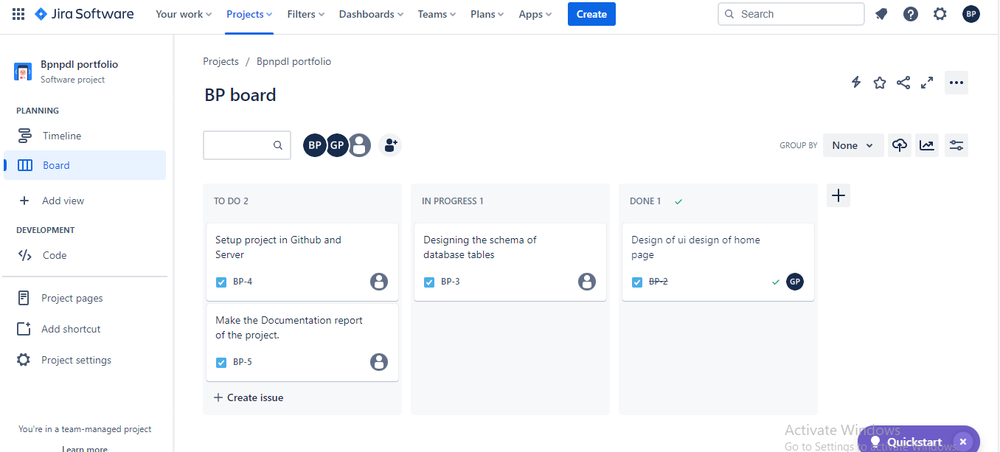 Jira Software Your work Projects Filters Dashboards Teams Plans Apps Create Search BP
Bpnpdl portfolio
Software project
PLANNING
Timeline
Board
Add view
DEVELOPMENT
Code
Project pages
Add shortcut
Project settings
You're in a team-managed project
Learn more
Projects / Bpnpdl portfolio
BP board
BP GP
GROUP BY None
TO DO 2
Setup project in Github and
Server
BP-4
Make the Documentation report
of the project.
BP-5
Create issue
IN PROGRESS 1
Designing the schema of
database tables
BP-3
DONE 1
Design of ui design of home
page
BP-2
GP
Activate Windows
Go to Settings to activate Windows.
Quickstart